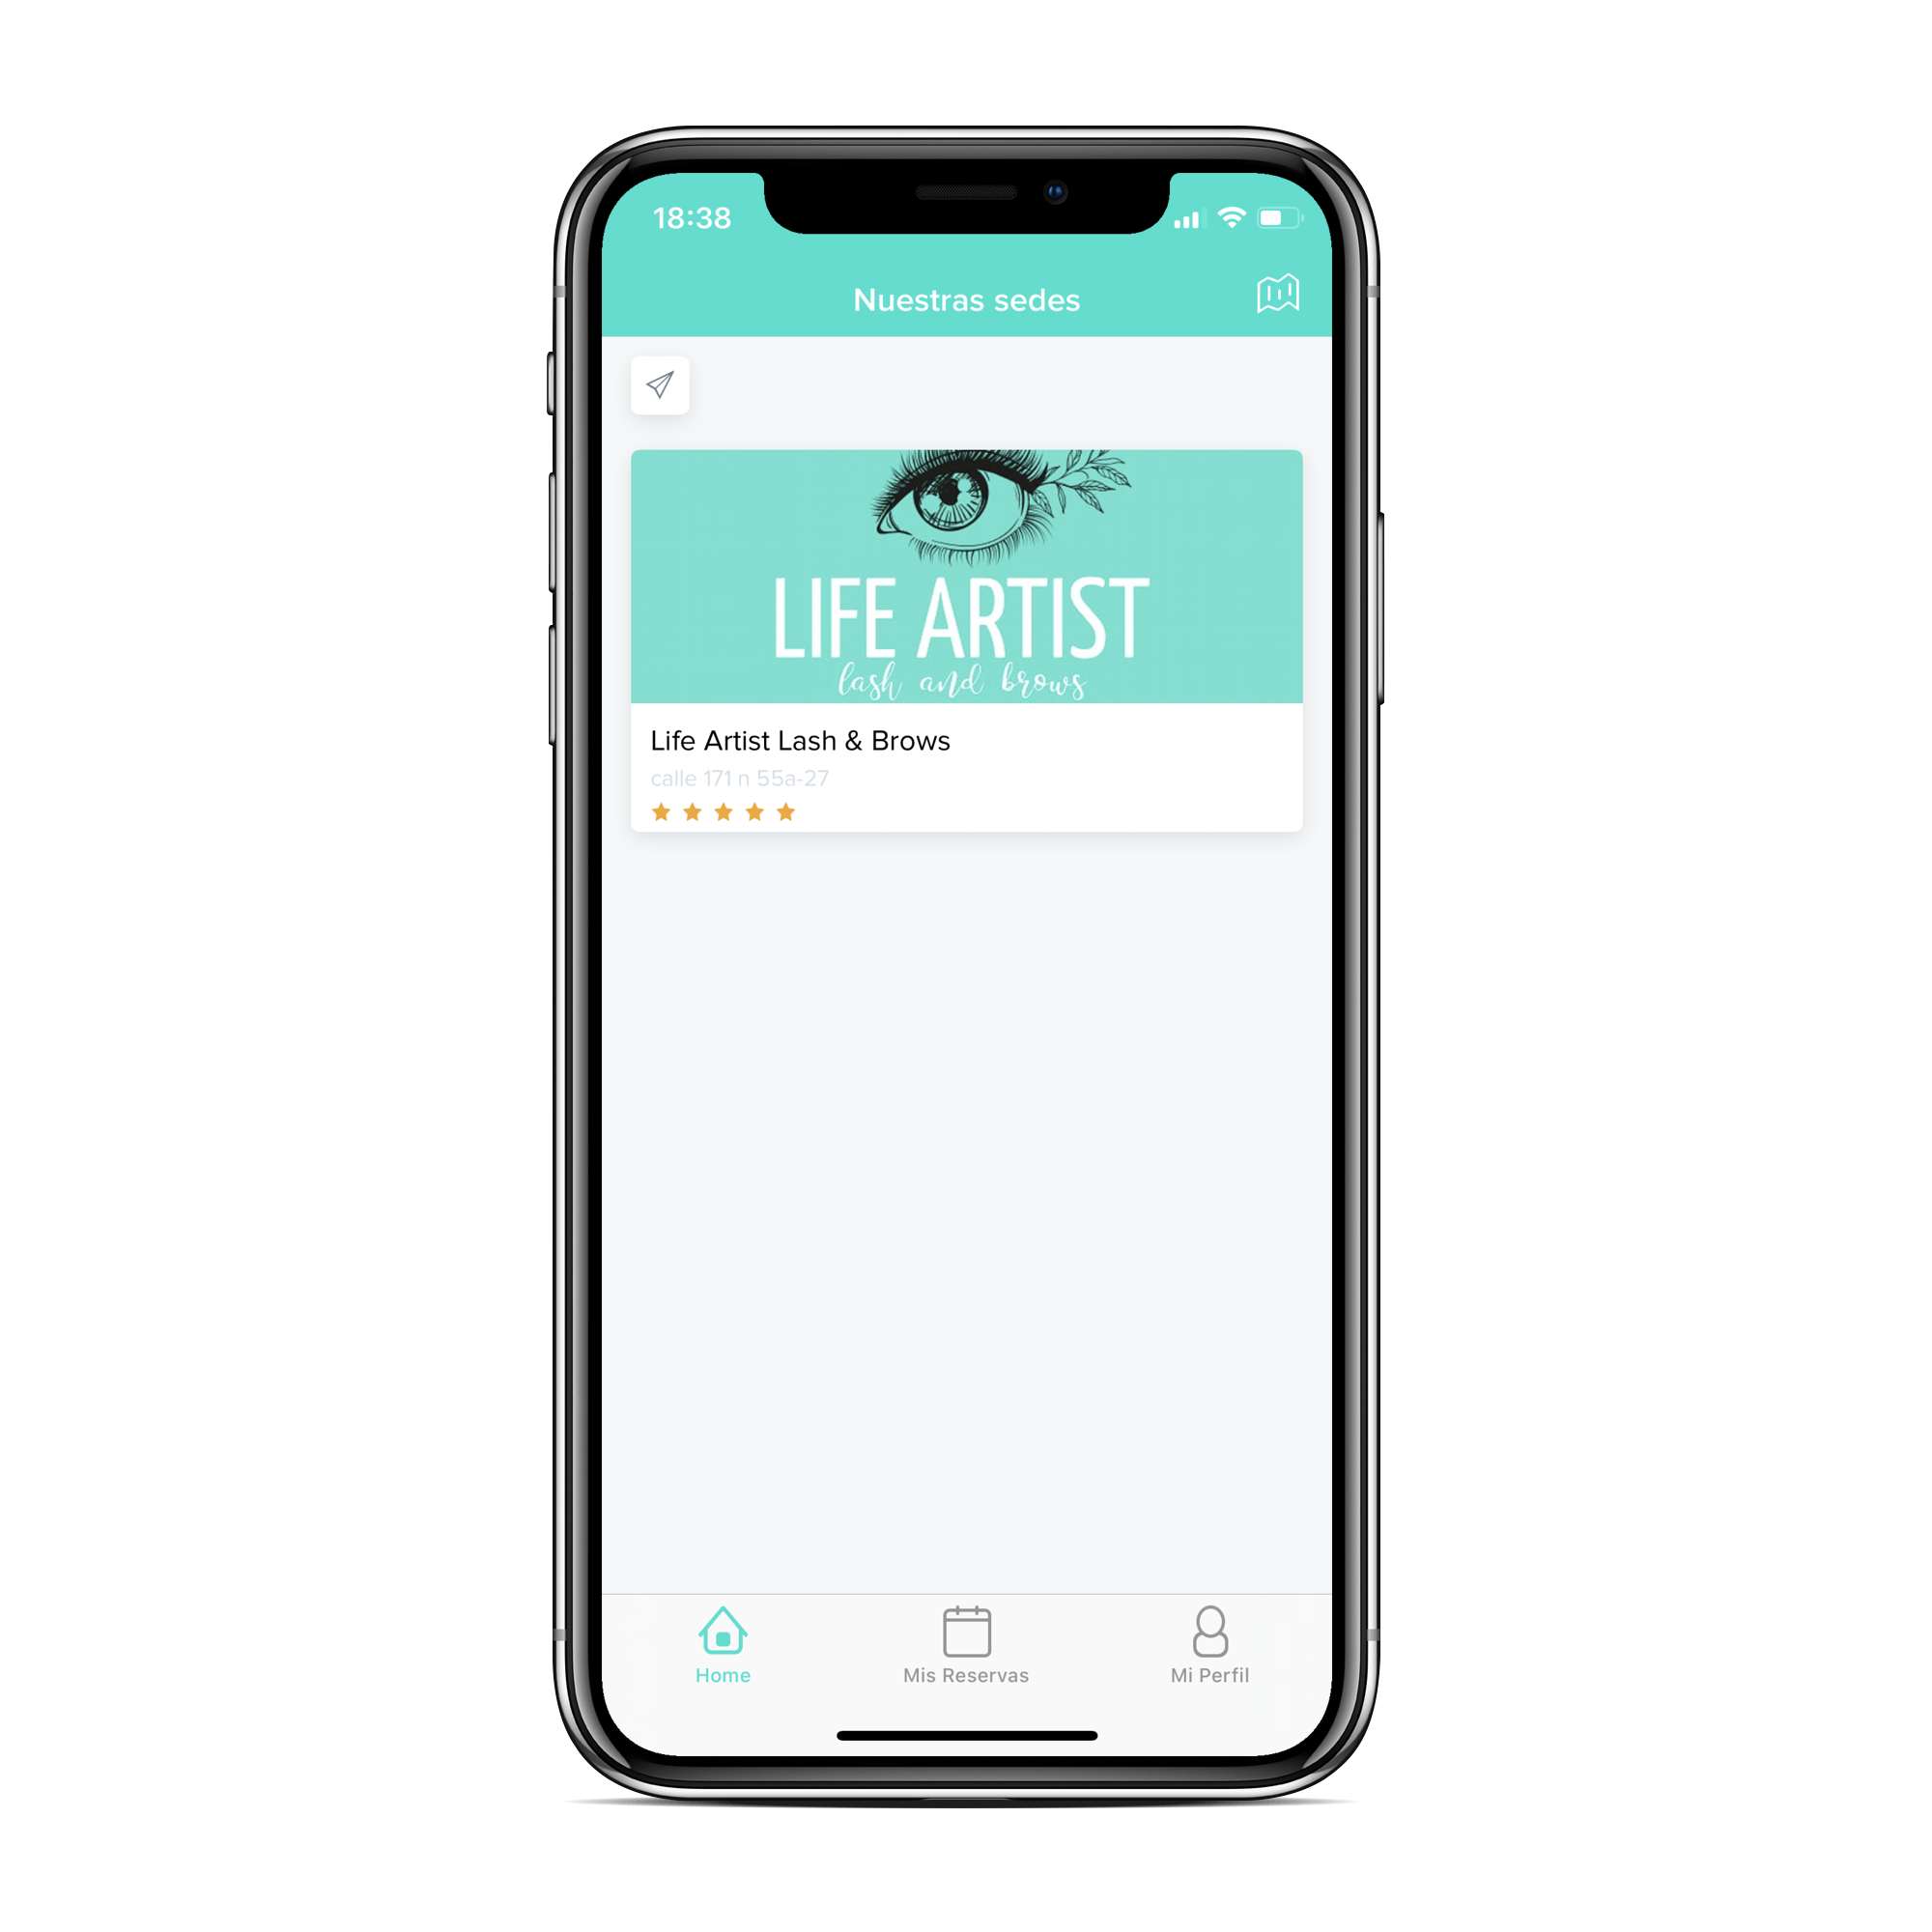 18:38
Nuestras sedes
LIFE ARTIST
lash and brows
Life Artist Lash & Brows
calle 171 n 55a-27
Home
Mis Reservas
Mi Perfil